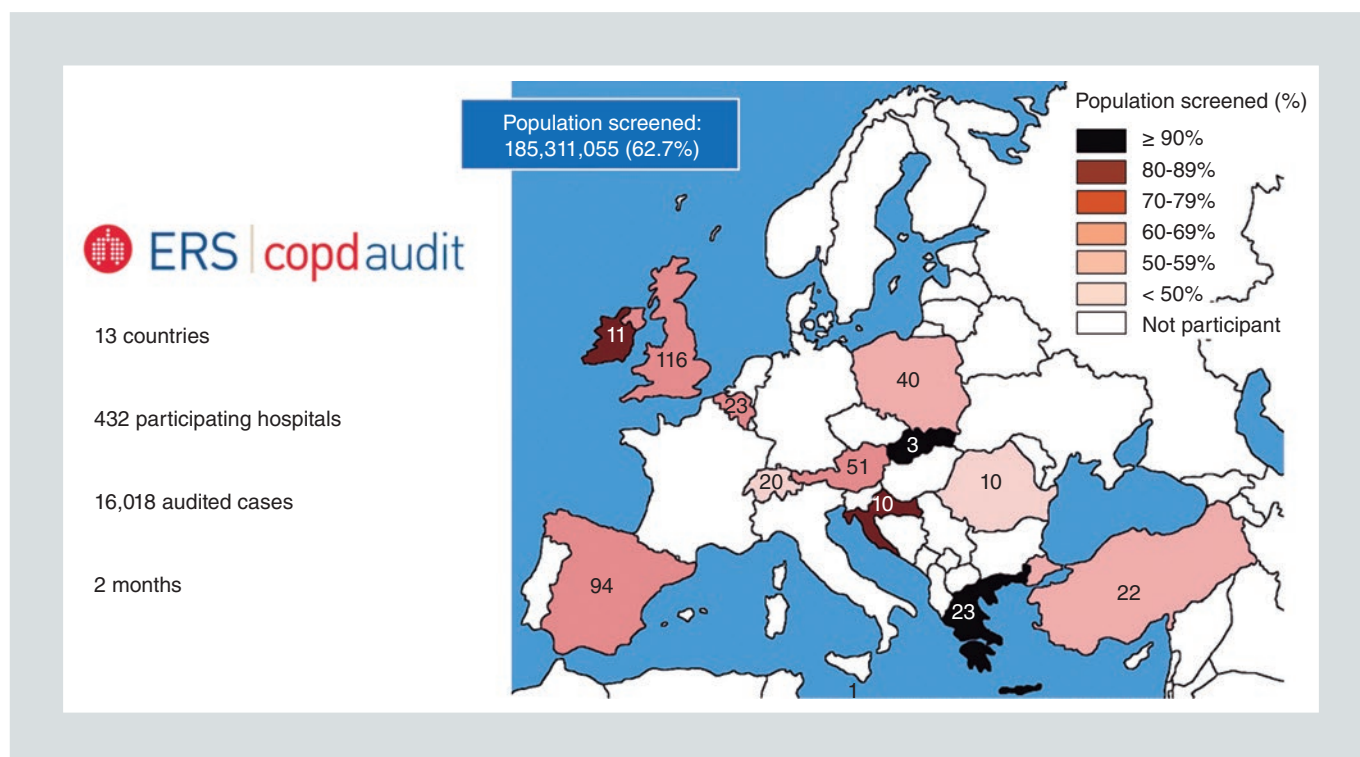 Population screened:
185,311,055 (62.7%)
ERS | copdaudit
13 countries
432 participating hospitals
16,018 audited cases
2 months
Population screened (%)
≥ 90%
80-89%
70-79%
60-69%
50-59%
< 50%
Not participant
11
116
40
23
3
51
20
10
10
94
23
22
1